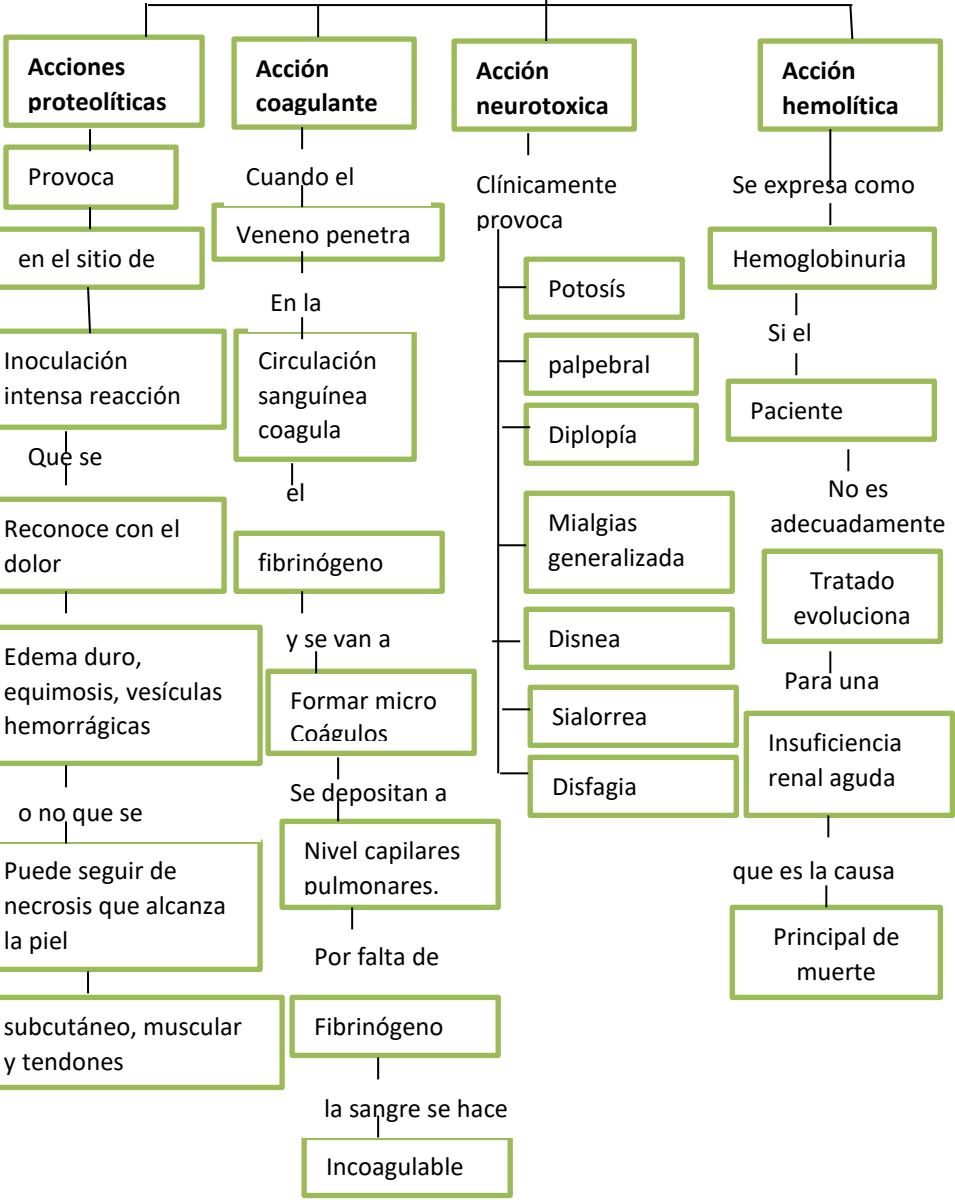 Acciones
proteolíticas
Provoca
en el sitio de
Inoculación
intensa reacción
Que se
Reconoce con el
dolor
Edema duro,
equimosis, vesículas
hemorrágicas
o no que se
Puede seguir de
necrosis que alcanza
la piel
subcutáneo, muscular
y tendones
Acción
coagulante
Cuando el
Veneno penetra
En la
Circulación
sanguínea
coagula
el
fibrinógeno
y se van a
Formar micro
Coágulos
Se depositan a
Nivel capilares
pulmonares.
Por falta de
Fibrinógeno
la sangre se hace
Incoagulable
Acción
neurotoxica
Clínicamente
provoca
Potosís
palpebral
Diplopía
Mialgias
generalizada
Disnea
Sialorrea
Disfagia
Acción
hemolítica
Se expresa como
Hemoglobinuria
Si el
Paciente
No es
adecuadamente
Tratado
evoluciona
Para una
Insuficiencia
renal aguda
que es la causa
Principal de
muerte